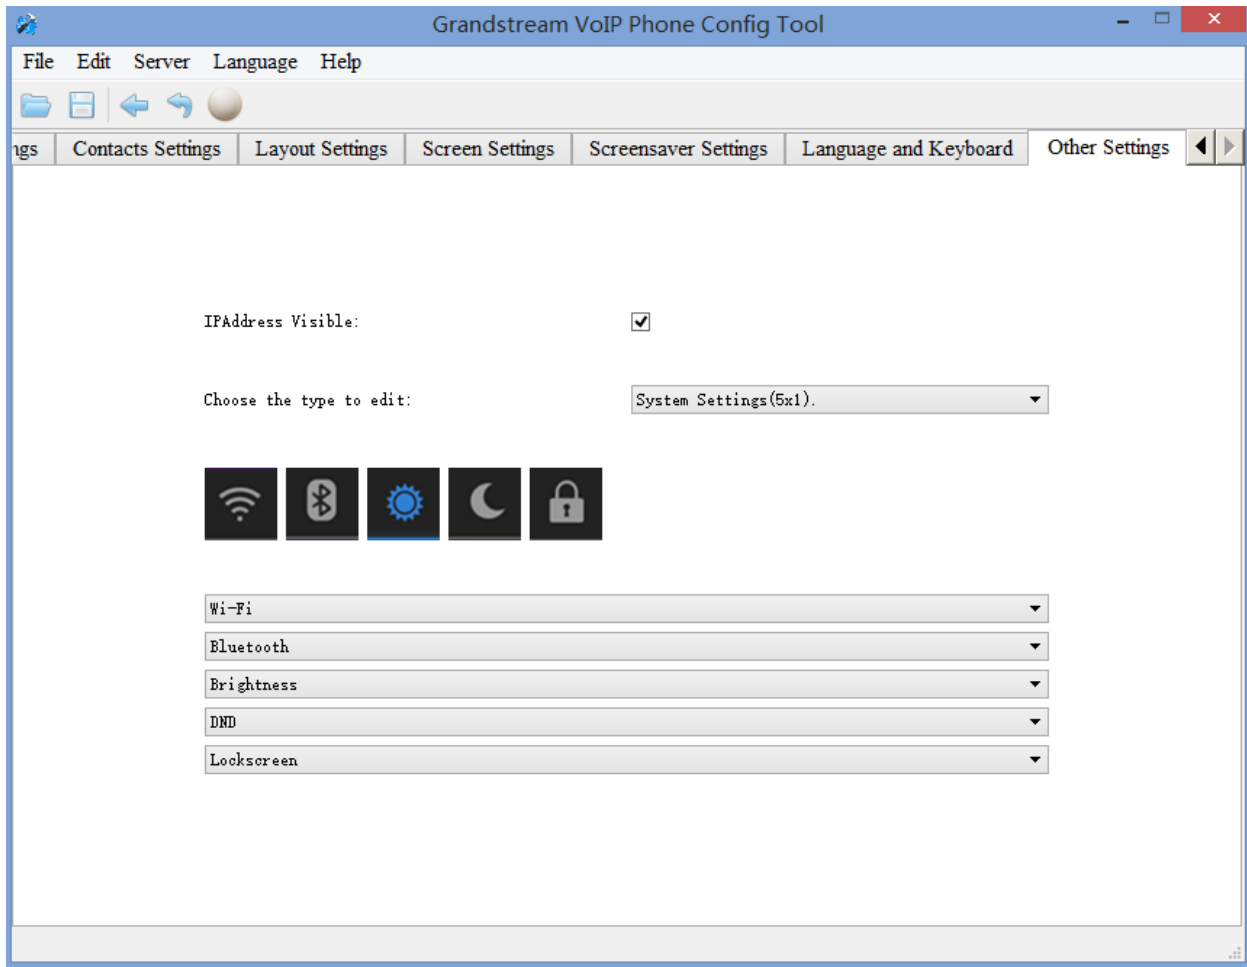 Grandstream VoIP Phone Config Tool
File Edit Server Language Help
ngs Contacts Settings Layout Settings Screen Settings Screensaver Settings Language and Keyboard Other Settings
IPAddress Visible:
Choose the type to edit: System Settings(5x1).
Wi-Fi
Bluetooth
Brightness
DND
Lockscreen